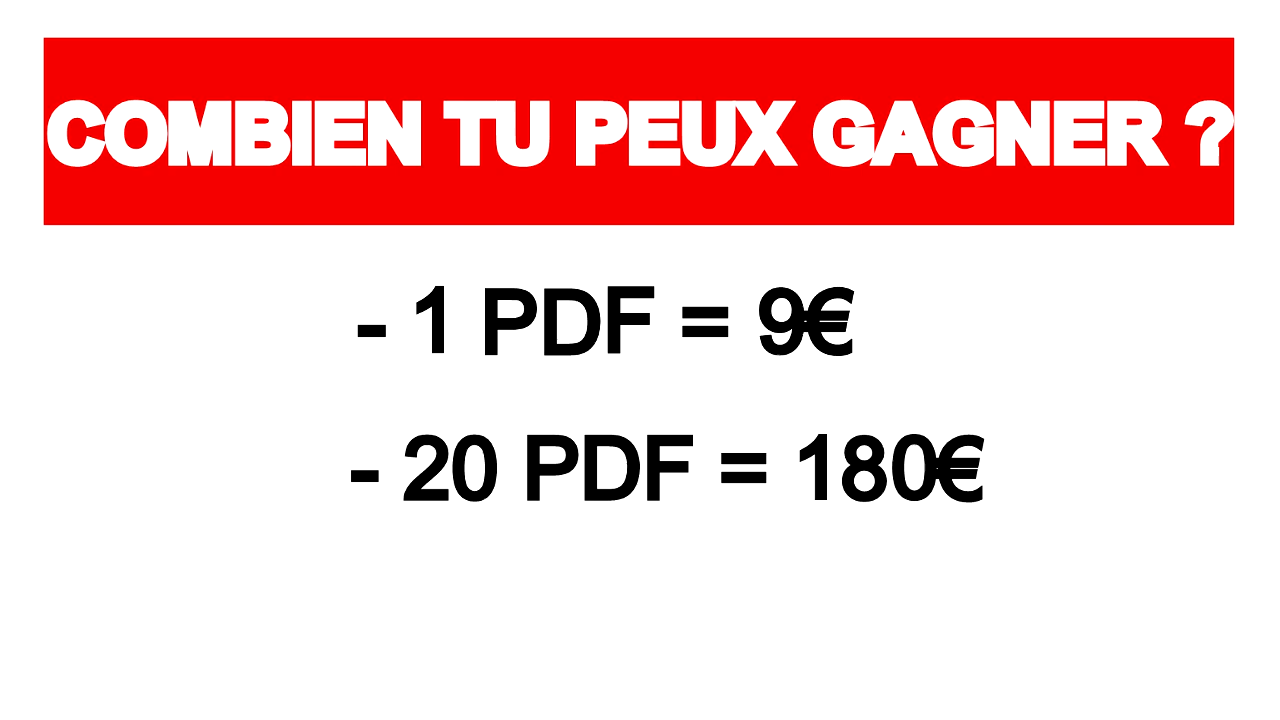 COMBIEN TU PEUX GAGNER ?
- 1 PDF = 9€
- 20 PDF = 180€